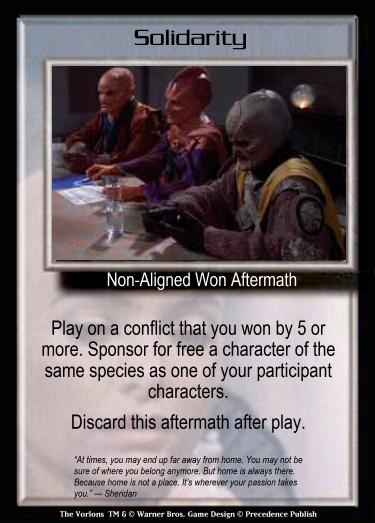 Solidarity
Non-Aligned Won Aftermath
Play on a conflict that you won by 5 or
more. Sponsor for free a character of the
same species as one of your participant
characters.
Discard this aftermath after play.
"At times, you may end up far away from home. You may not be
sure of where you belong anymore. But home is always there.
Because home is not a place. It's wherever your passion takes
you." — Sheridan
The Vorlons TM & © Warner Bros. Game Design © Precedence Publish